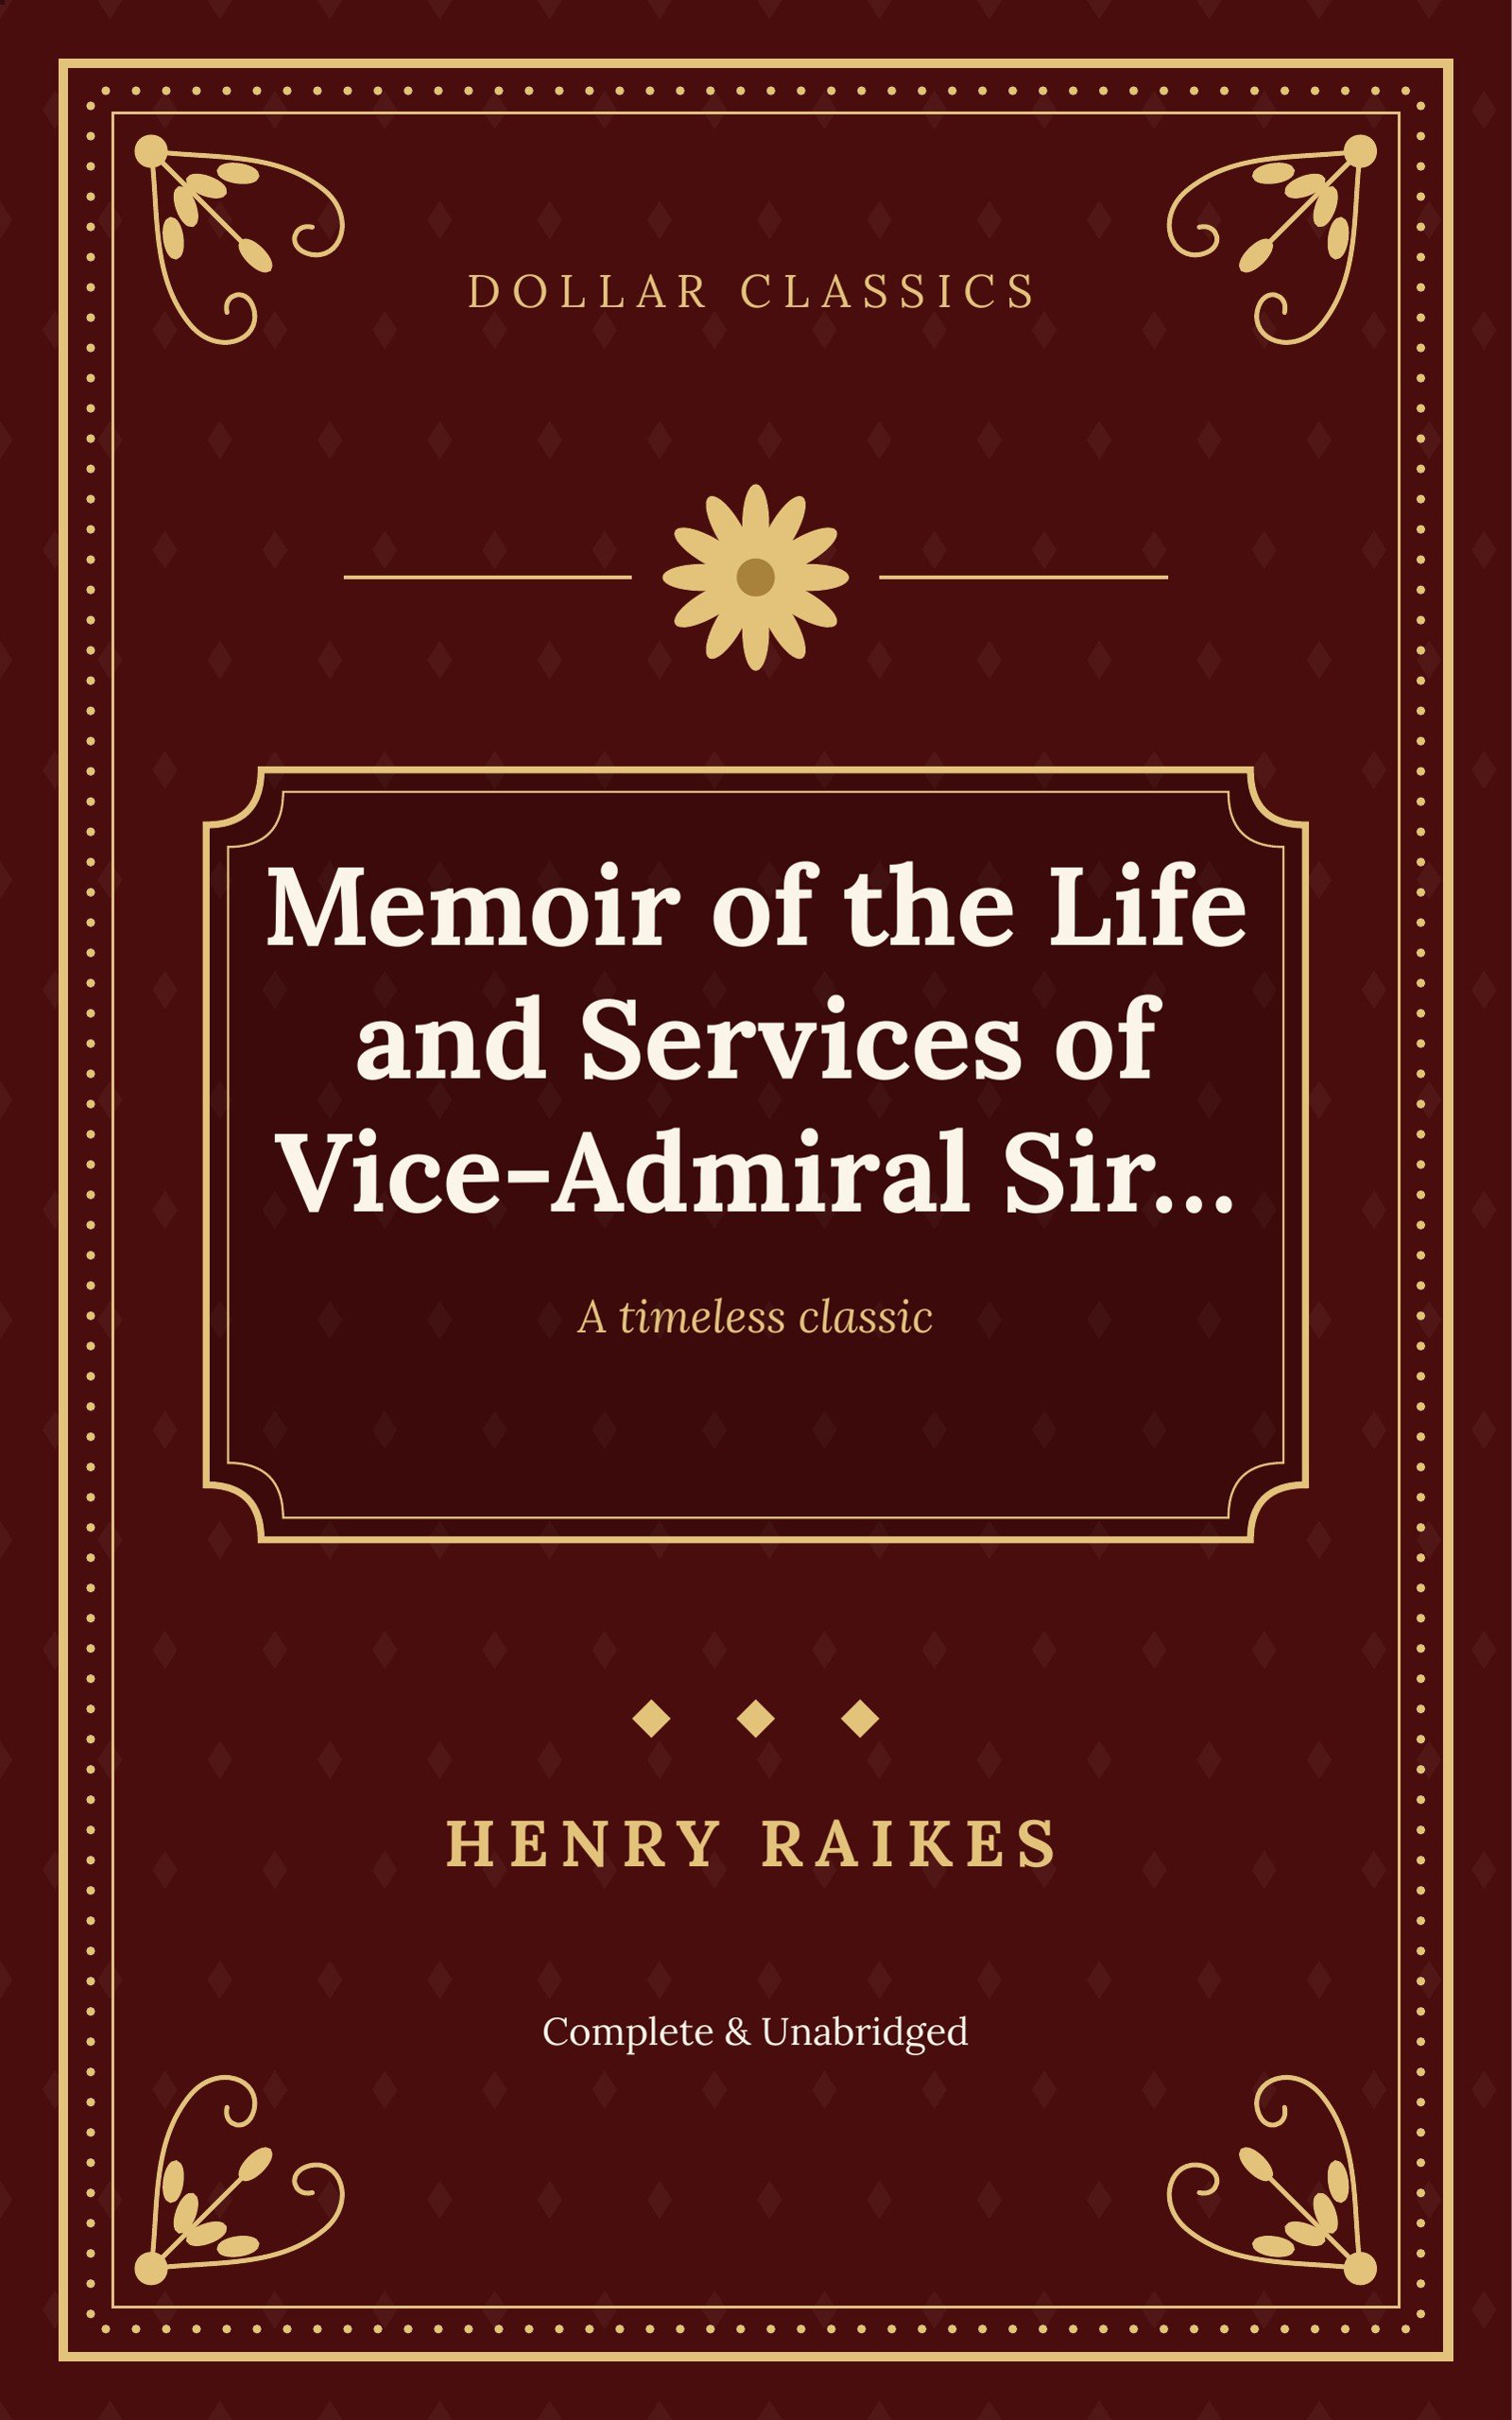 DOLLAR CLASSICS
Memoir of the Life
and Services of
Vice-Admiral Sir...
A timeless classic
HENRY RAIKES
Complete & Unabridged